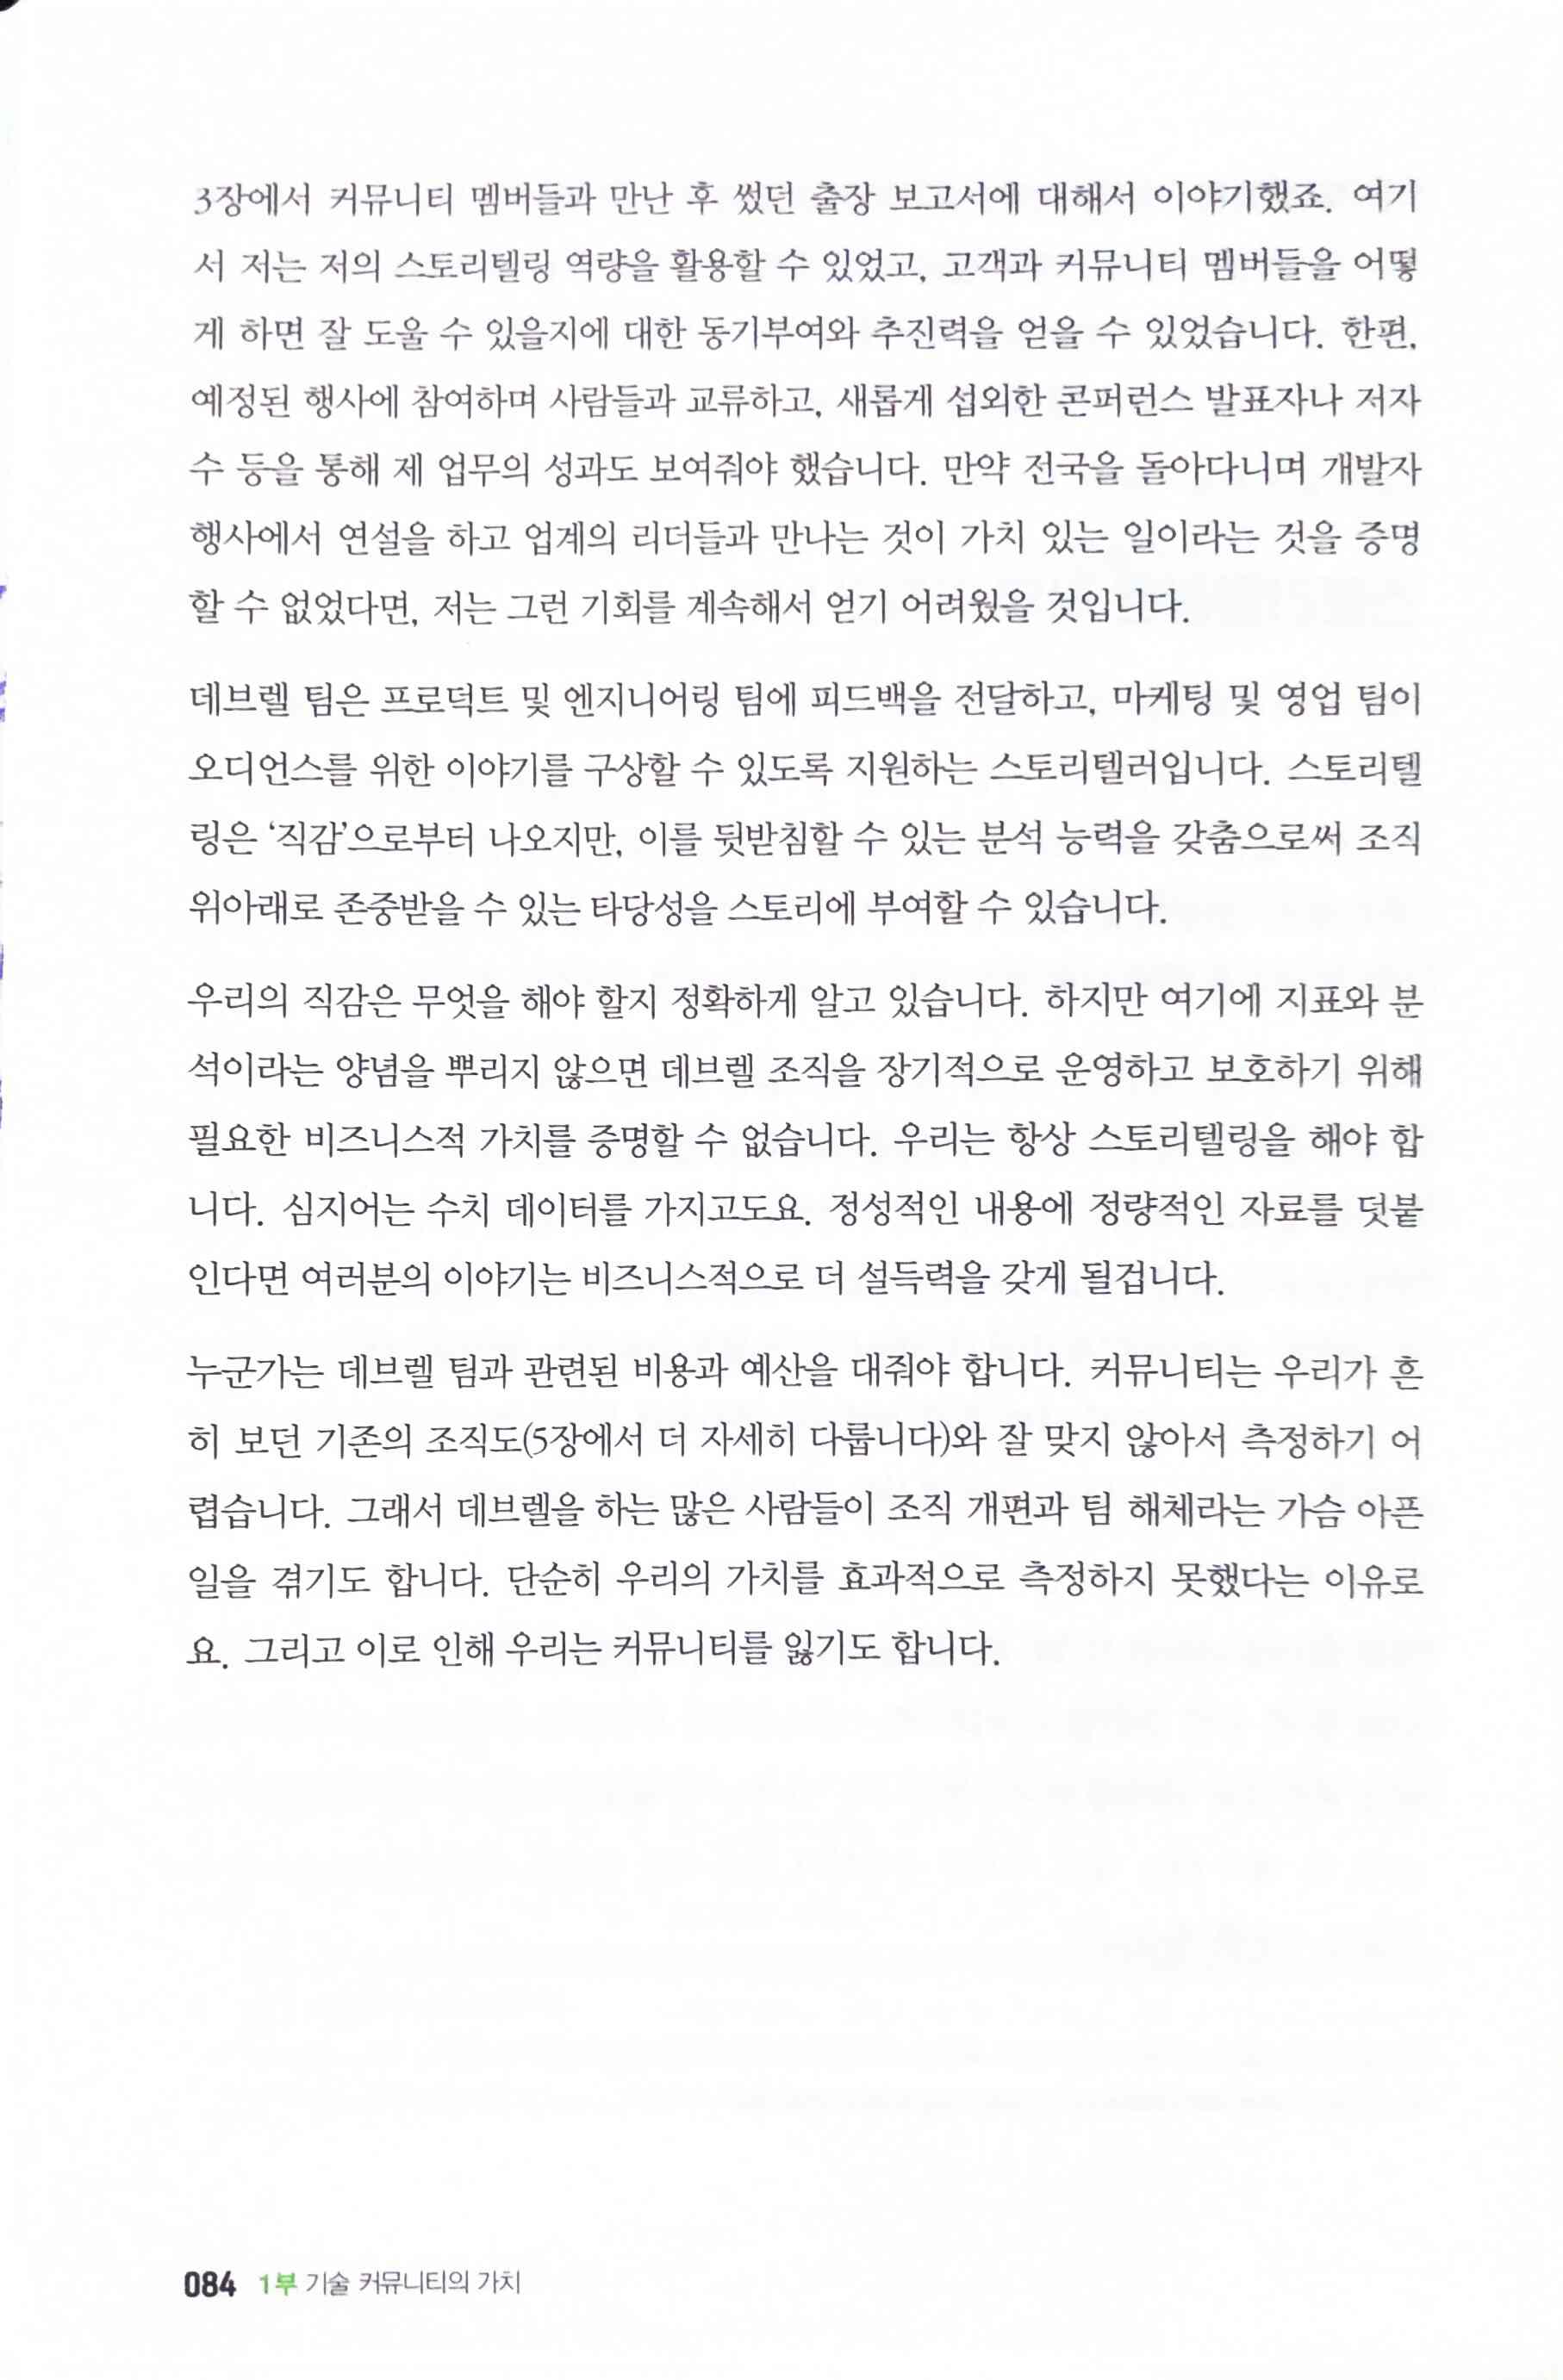 3장에서 커뮤니티 멤버들과 만난 후 썼던 출장 보고서에 대해서 이야기했죠. 여기
서 저는 저의 스토리텔링 역량을 활용할 수 있었고, 고객과 커뮤니티 멤버들을 어떻
게 하면 잘 도울 수 있을지에 대한 동기부여와 추진력을 얻을 수 있었습니다. 한편,
예정된 행사에 참여하며 사람들과 교류하고, 새롭게 섭외한 콘퍼런스 발표자나 저자
수 등을 통해 제 업무의 성과도 보여줘야 했습니다. 만약 전국을 돌아다니며 개발자
행사에서 연설을 하고 업계의 리더들과 만나는 것이 가치 있는 일이라는 것을 증명
할 수 없었다면, 저는 그런 기회를 계속해서 얻기 어려웠을 것입니다.
데브렐 팀은 프로덕트 및 엔지니어링 팀에 피드백을 전달하고, 마케팅 및 영업 팀이
오디언스를 위한 이야기를 구상할 수 있도록 지원하는 스토리텔러입니다. 스토리텔
링은 ‘직감’으로부터 나오지만, 이를 뒷받침할 수 있는 분석 능력을 갖춤으로써 조직
위아래로 존중받을 수 있는 타당성을 스토리에 부여할 수 있습니다.
우리의 직감은 무엇을 해야 할지 정확하게 알고 있습니다. 하지만 여기에 지표와 분
석이라는 양념을 뿌리지 않으면 데브렐 조직을 장기적으로 운영하고 보호하기 위해
필요한 비즈니스적 가치를 증명할 수 없습니다. 우리는 항상 스토리텔링을 해야 합
니다. 심지어는 수치 데이터를 가지고도요. 정성적인 내용에 정량적인 자료를 덧붙
인다면 여러분의 이야기는 비즈니스적으로 더 설득력을 갖게 될겁니다.
누군가는 데브렐 팀과 관련된 비용과 예산을 대줘야 합니다. 커뮤니티는 우리가 흔
히 보던 기존의 조직도(5장에서 더 자세히 다룹니다)와 잘 맞지 않아서 측정하기 어
렵습니다. 그래서 데브렐을 하는 많은 사람들이 조직 개편과 팀 해체라는 가슴 아픈
일을 겪기도 합니다. 단순히 우리의 가치를 효과적으로 측정하지 못했다는 이유로
요. 그리고 이로 인해 우리는 커뮤니티를 잃기도 합니다.
084 1부 기술 커뮤니티의 가치